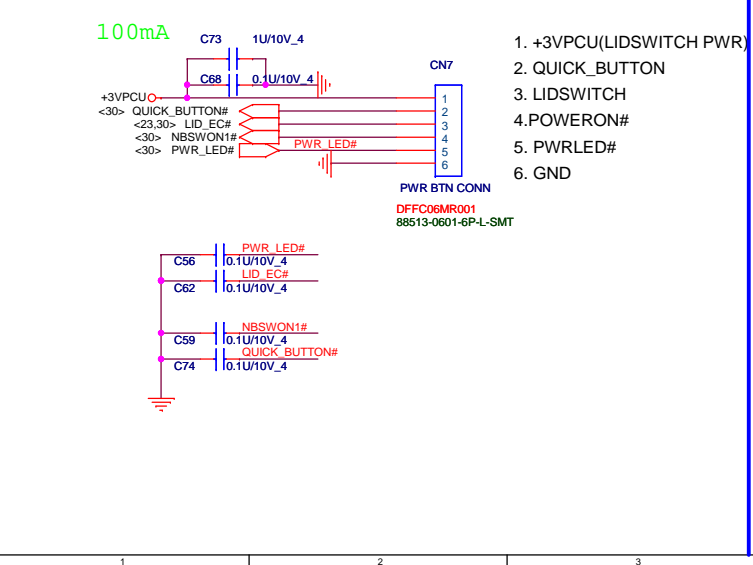 100mA
C73 1U/10V_4
C68 0.1U/10V_4
+3VPCU
<30> QUICK_BUTTON#
<23,30> LID_EC#
<30> NBSWON1#
<30> PWR_LED#
PWR_LED#
CN7
1
2
3
4
5
6
PWR BTN CONN
DFFC06MR001
88513-0601-6P-L-SMT
1. +3VPCU(LIDSWITCH PWR)
2. QUICK_BUTTON
3. LIDSWITCH
4.POWERON#
5. PWRLED#
6. GND
PWR_LED#
C56 0.1U/10V_4
LID_EC#
C62 0.1U/10V_4
NBSWON1#
C59 0.1U/10V_4
QUICK_BUTTON#
C74 0.1U/10V_4
1 2 3